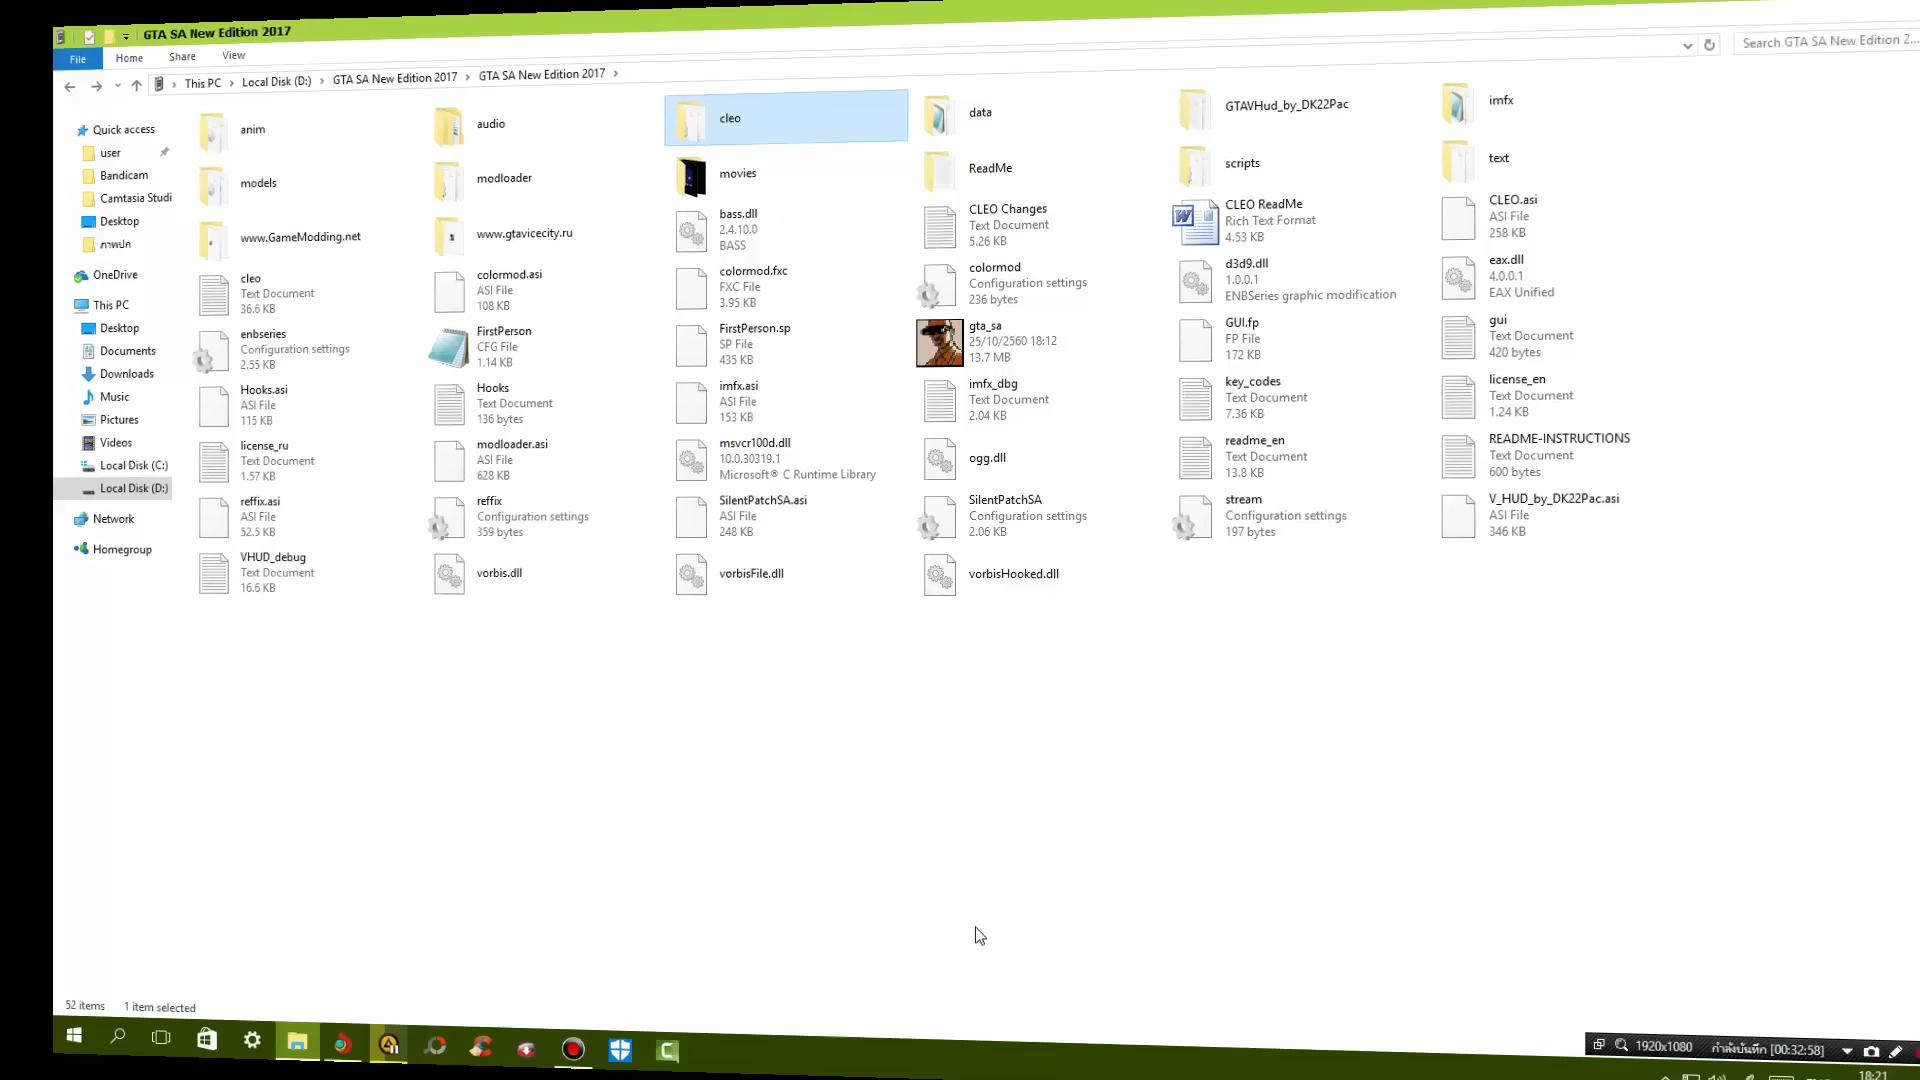 GTA SA New Edition 2017
File Home Share View
This PC > Local Disk (D:) > GTA SA New Edition 2017 > GTA SA New Edition 2017 >
Search GTA SA New Edition 2...
Quick access
user
Bandicam
Camtasia Studi
Desktop
OneDrive
This PC
Desktop
Documents
Downloads
Music
Pictures
Videos
Local Disk (C:)
Local Disk (D:)
Network
Homegroup
anim
audio
cleo
data
GTAVHud_by_DK22Pac
imfx
models
modloader
movies
ReadMe
scripts
text
www.GameModding.net
www.gtavicecity.ru
bass.dll
2.4.10.0
BASS
CLEO Changes
Text Document
5.26 KB
CLEO ReadMe
Rich Text Format
4.53 KB
CLEO.asi
ASI File
258 KB
cleo
Text Document
36.6 KB
colormod.asi
ASI File
108 KB
colormod.fxc
FXC File
3.95 KB
colormod
Configuration settings
236 bytes
d3d9.dll
1.0.0.1
ENBSeries graphic modification
eax.dll
4.0.0.1
EAX Unified
enbseries
Configuration settings
2.55 KB
FirstPerson
CFG File
1.14 KB
FirstPerson.sp
SP File
435 KB
gta_sa
25/10/2560 18:12
13.7 MB
GUI.fp
FP File
172 KB
gui
Text Document
420 bytes
Hooks.asi
ASI File
115 KB
Hooks
Text Document
136 bytes
imfx.asi
ASI File
153 KB
imfx_dbg
Text Document
2.04 KB
key_codes
Text Document
7.36 KB
license_en
Text Document
1.24 KB
license_ru
Text Document
1.57 KB
modloader.asi
ASI File
628 KB
msvcr100d.dll
10.0.30319.1
Microsoft® C Runtime Library
ogg.dll
readme_en
Text Document
13.8 KB
README-INSTRUCTIONS
Text Document
600 bytes
reffix.asi
ASI File
52.5 KB
reffix
Configuration settings
359 bytes
SilentPatchSA.asi
ASI File
248 KB
SilentPatchSA
Configuration settings
2.06 KB
stream
Configuration settings
197 bytes
V_HUD_by_DK22Pac.asi
ASI File
346 KB
VHUD_debug
Text Document
16.6 KB
vorbis.dll
vorbisFile.dll
vorbisHooked.dll
52 items 1 item selected
1920x1080 กำลังบันทึก [00:32:58]
18:21